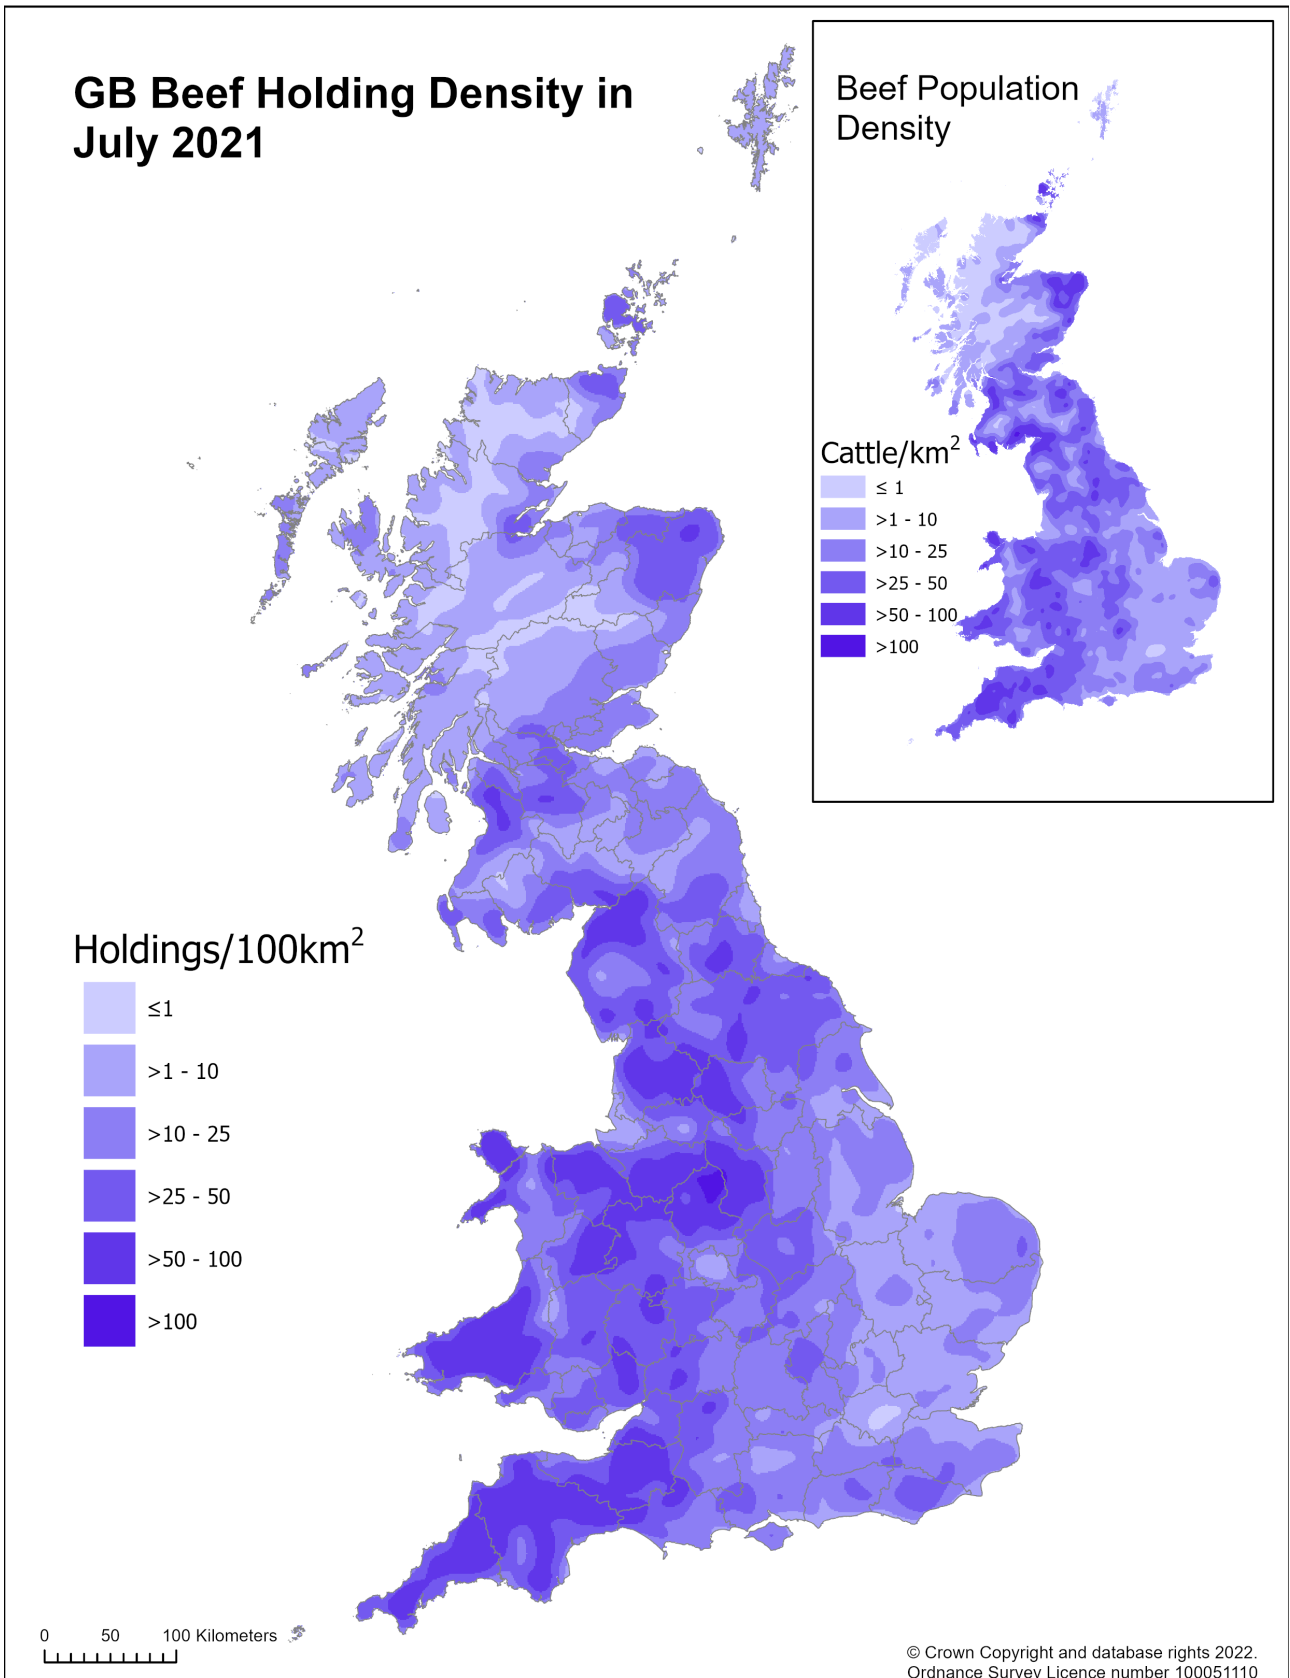 GB Beef Holding Density in
July 2021
Beef Population
Density
Cattle/km²
≤ 1
>1 - 10
>10 - 25
>25 - 50
>50 - 100
>100
Holdings/100km²
≤1
>1 - 10
>10 - 25
>25 - 50
>50 - 100
>100
0 50 100 Kilometers
© Crown Copyright and database rights 2022.
Ordnance Survey Licence number 100051110